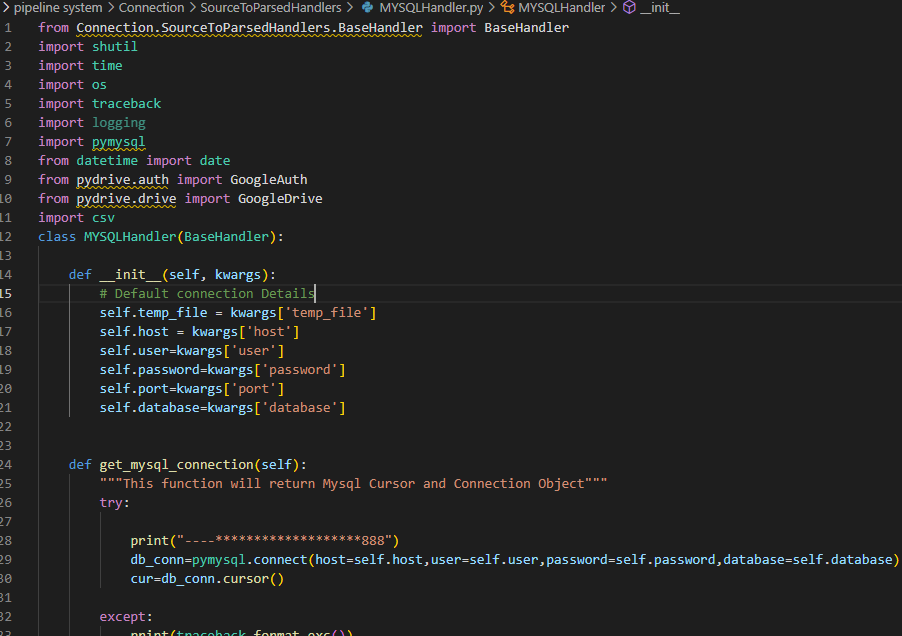 pipeline system > Connection > SourceToParsedHandlers > MYSQLHandler.py > MYSQLHandler > __init__
1 from Connection.SourceToParsedHandlers.BaseHandler import BaseHandler
2 import shutil
3 import time
4 import os
5 import traceback
6 import logging
7 import pymysql
8 from datetime import date
9 from pydrive.auth import GoogleAuth
10 from pydrive.drive import GoogleDrive
11 import csv
12 class MYSQLHandler(BaseHandler):
13
14 def __init__(self, kwargs):
15 # Default connection Details
16 self.temp_file = kwargs['temp_file']
17 self.host = kwargs['host']
18 self.user=kwargs['user']
19 self.password=kwargs['password']
20 self.port=kwargs['port']
21 self.database=kwargs['database']
22
23
24 def get_mysql_connection(self):
25 """This function will return Mysql Cursor and Connection Object"""
26 try:
27
28 print("----*******************888")
29 db_conn=pymysql.connect(host=self.host,user=self.user,password=self.password,database=self.database)
30 cur=db_conn.cursor()
31
32 except:
33 print(traceback.format_exc())